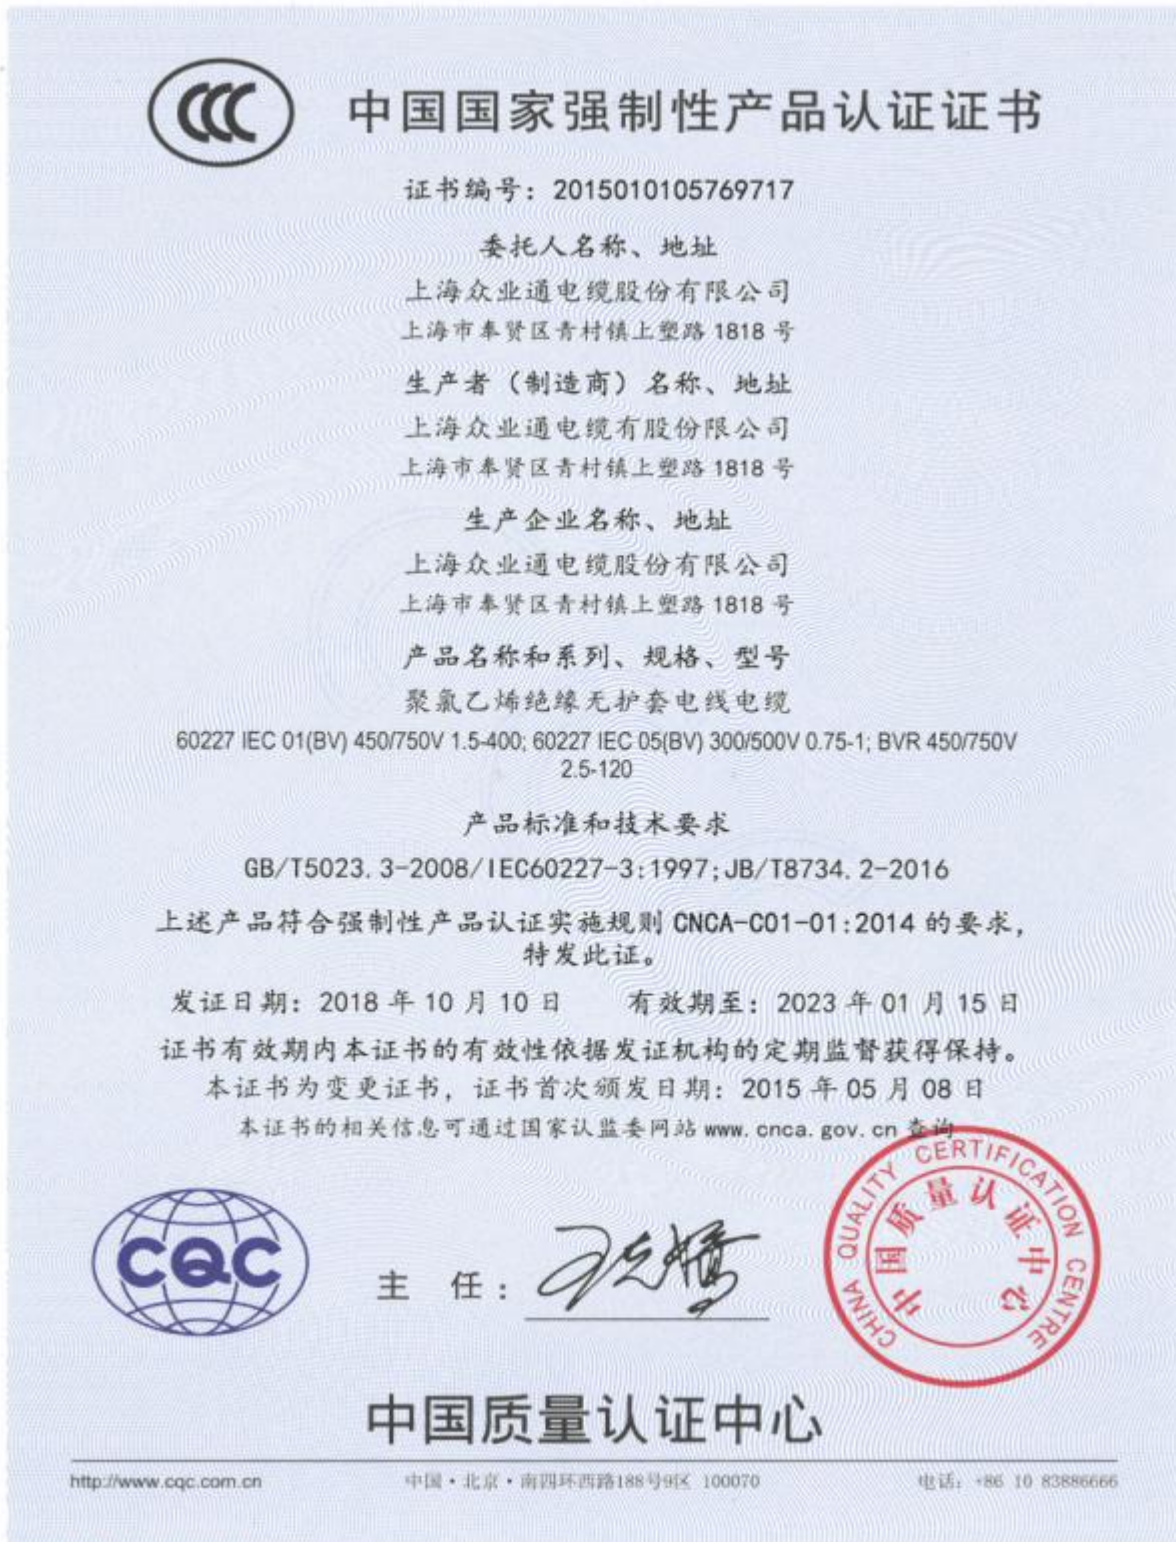 CCC
中国国家强制性产品认证证书
证书编号：2015010105769717
委托人名称、地址
上海众业通电缆股份有限公司
上海市奉贤区青村镇上塑路 1818 号
生产者（制造商）名称、地址
上海众业通电缆有股份限公司
上海市奉贤区青村镇上塑路 1818 号
生产企业名称、地址
上海众业通电缆股份有限公司
上海市奉贤区青村镇上塑路 1818 号
产品名称和系列、规格、型号
聚氯乙烯绝缘无护套电线电缆
60227 IEC 01(BV) 450/750V 1.5-400; 60227 IEC 05(BV) 300/500V 0.75-1; BVR 450/750V
2.5-120
产品标准和技术要求
GB/T5023.3-2008/IEC60227-3:1997;JB/T8734.2-2016
上述产品符合强制性产品认证实施规则 CNCA-C01-01:2014 的要求，
特发此证。
发证日期：2018 年 10 月 10 日 有效期至：2023 年 01 月 15 日
证书有效期内本证书的有效性依据发证机构的定期监督获得保持。
本证书为变更证书，证书首次颁发日期：2015 年 05 月 08 日
本证书的相关信息可通过国家认监委网站 www.cnca.gov.cn 查询
CHINA QUALITY CERTIFICATION CENTRE
中国质量认证中心
CQC
主 任：
中国质量认证中心
http://www.cqc.com.cn 中国·北京·南四环西路188号9区 100070 电话：+86 10 83886666